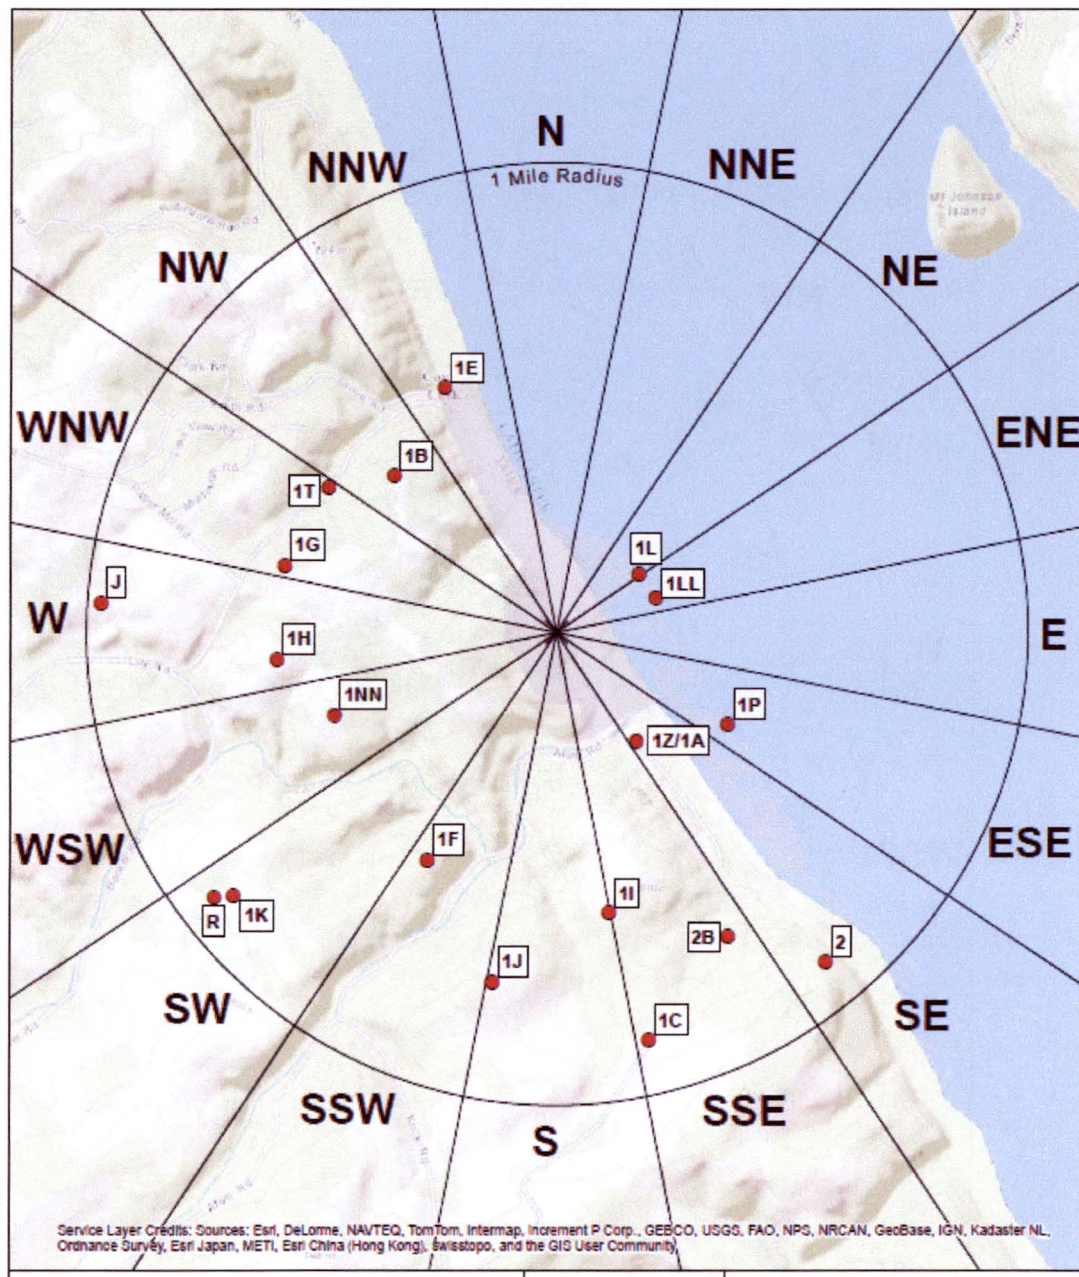 N
NNW
NNE
1 Mile Radius
Mt Johnson
Island
NW
NE
1E
WNW
ENE
1B
1T
1G
1L
1LL
J
W
E
1H
1NN
1P
1Z/1A
WSW
ESE
1F
R
1K
1I
2B
2
1J
1C
SW
SE
SSW
SSE
S
Service Layer Credits: Sources: Esri, DeLorme, NAVTEQ, TomTom, Intermap, increment P Corp., GEBCO, USGS, FAO, NPS, NRCAN, GeoBase, IGN, Kadaster NL,
Ordnance Survey, Esri Japan, METI, Esri China (Hong Kong), swisstopo, and the GIS User Community